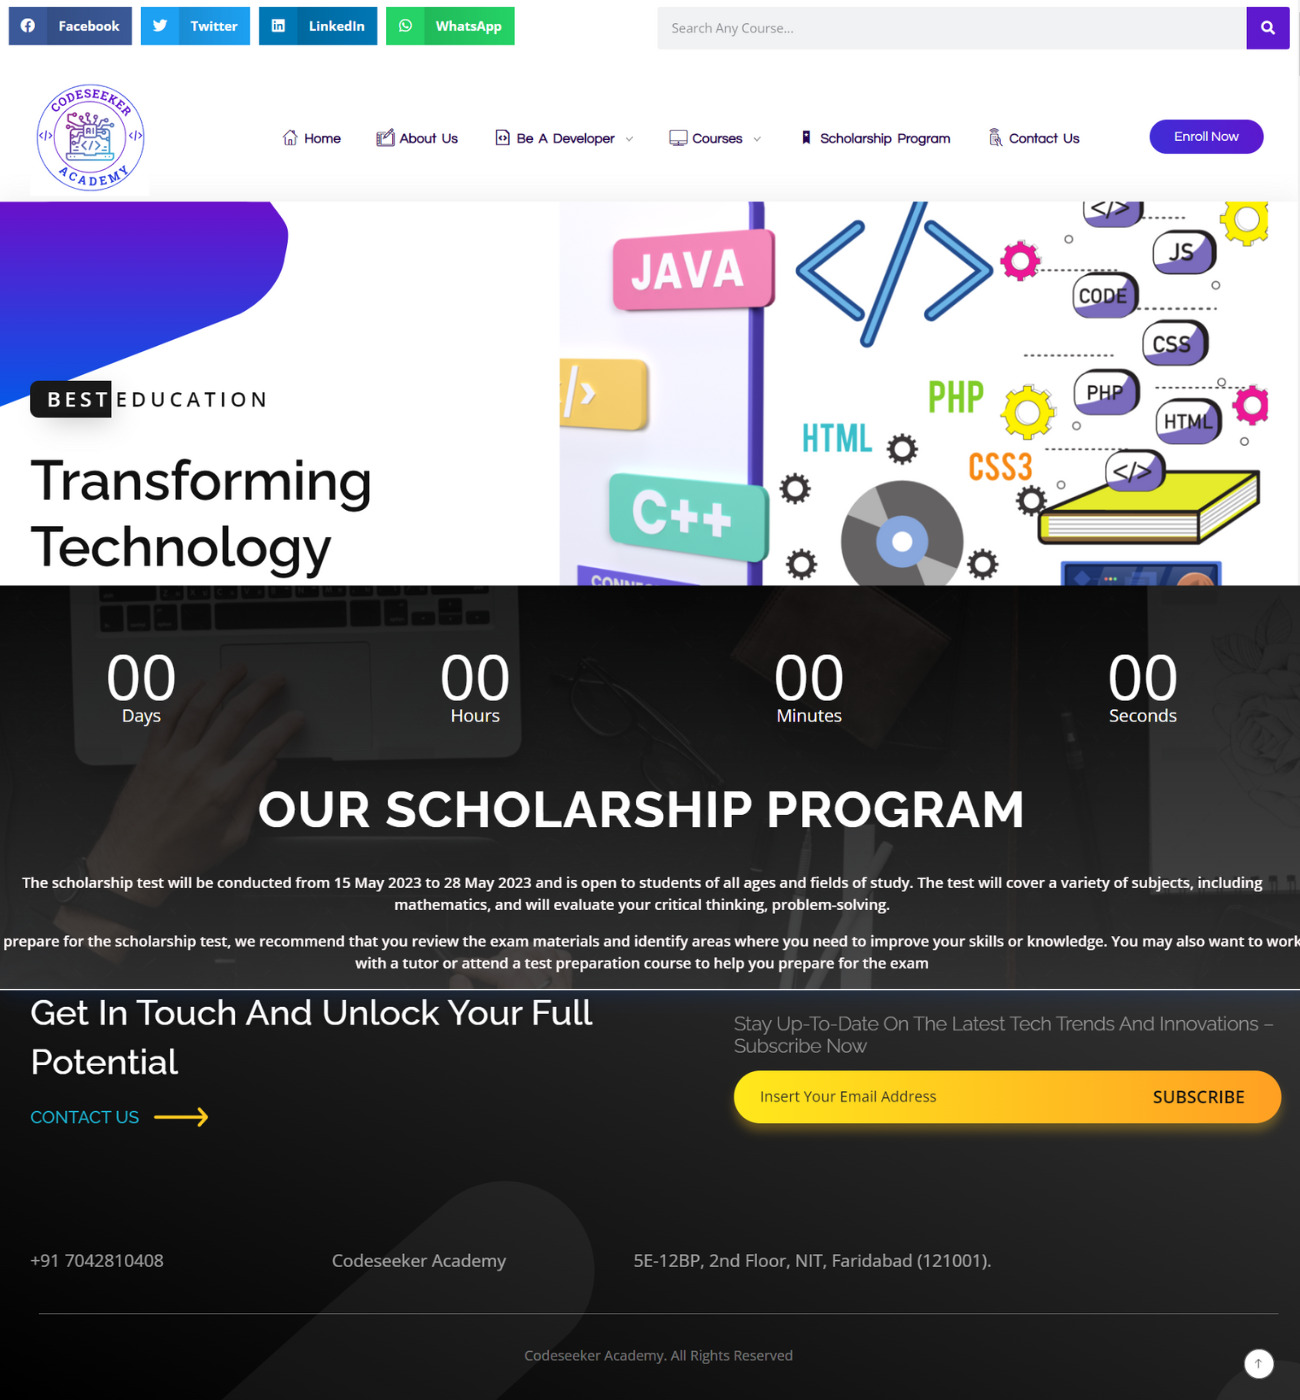 Facebook
Twitter
LinkedIn
WhatsApp
Search Any Course...
CODESEEKER
AI
</>
</>
</>
ACADEMY
Home
About Us
Be A Developer
Courses
Scholarship Program
Contact Us
Enroll Now
BEST EDUCATION
Transforming
Technology
JAVA
</>
</>
JS
CODE
CSS
PHP
PHP
HTML
HTML
CSS3
</>
C++
The scholarship test will be conducted from 15 May 2023 to 28 May 2023 and is open to students of all ages and fields of study. The test will cover a variety of subjects, including
mathematics, and will evaluate your critical thinking, problem-solving.
00
Days
00
Hours
00
Minutes
00
Seconds
OUR SCHOLARSHIP PROGRAM
prepare for the scholarship test, we recommend that you review the exam materials and identify areas where you need to improve your skills or knowledge. You may also want to work
with a tutor or attend a test preparation course to help you prepare for the exam
Get In Touch And Unlock Your Full
Potential
CONTACT US
Stay Up-To-Date On The Latest Tech Trends And Innovations –
Subscribe Now
Insert Your Email Address
SUBSCRIBE
+91 7042810408
Codeseeker Academy
5E-12BP, 2nd Floor, NIT, Faridabad (121001).
Codeseeker Academy. All Rights Reserved